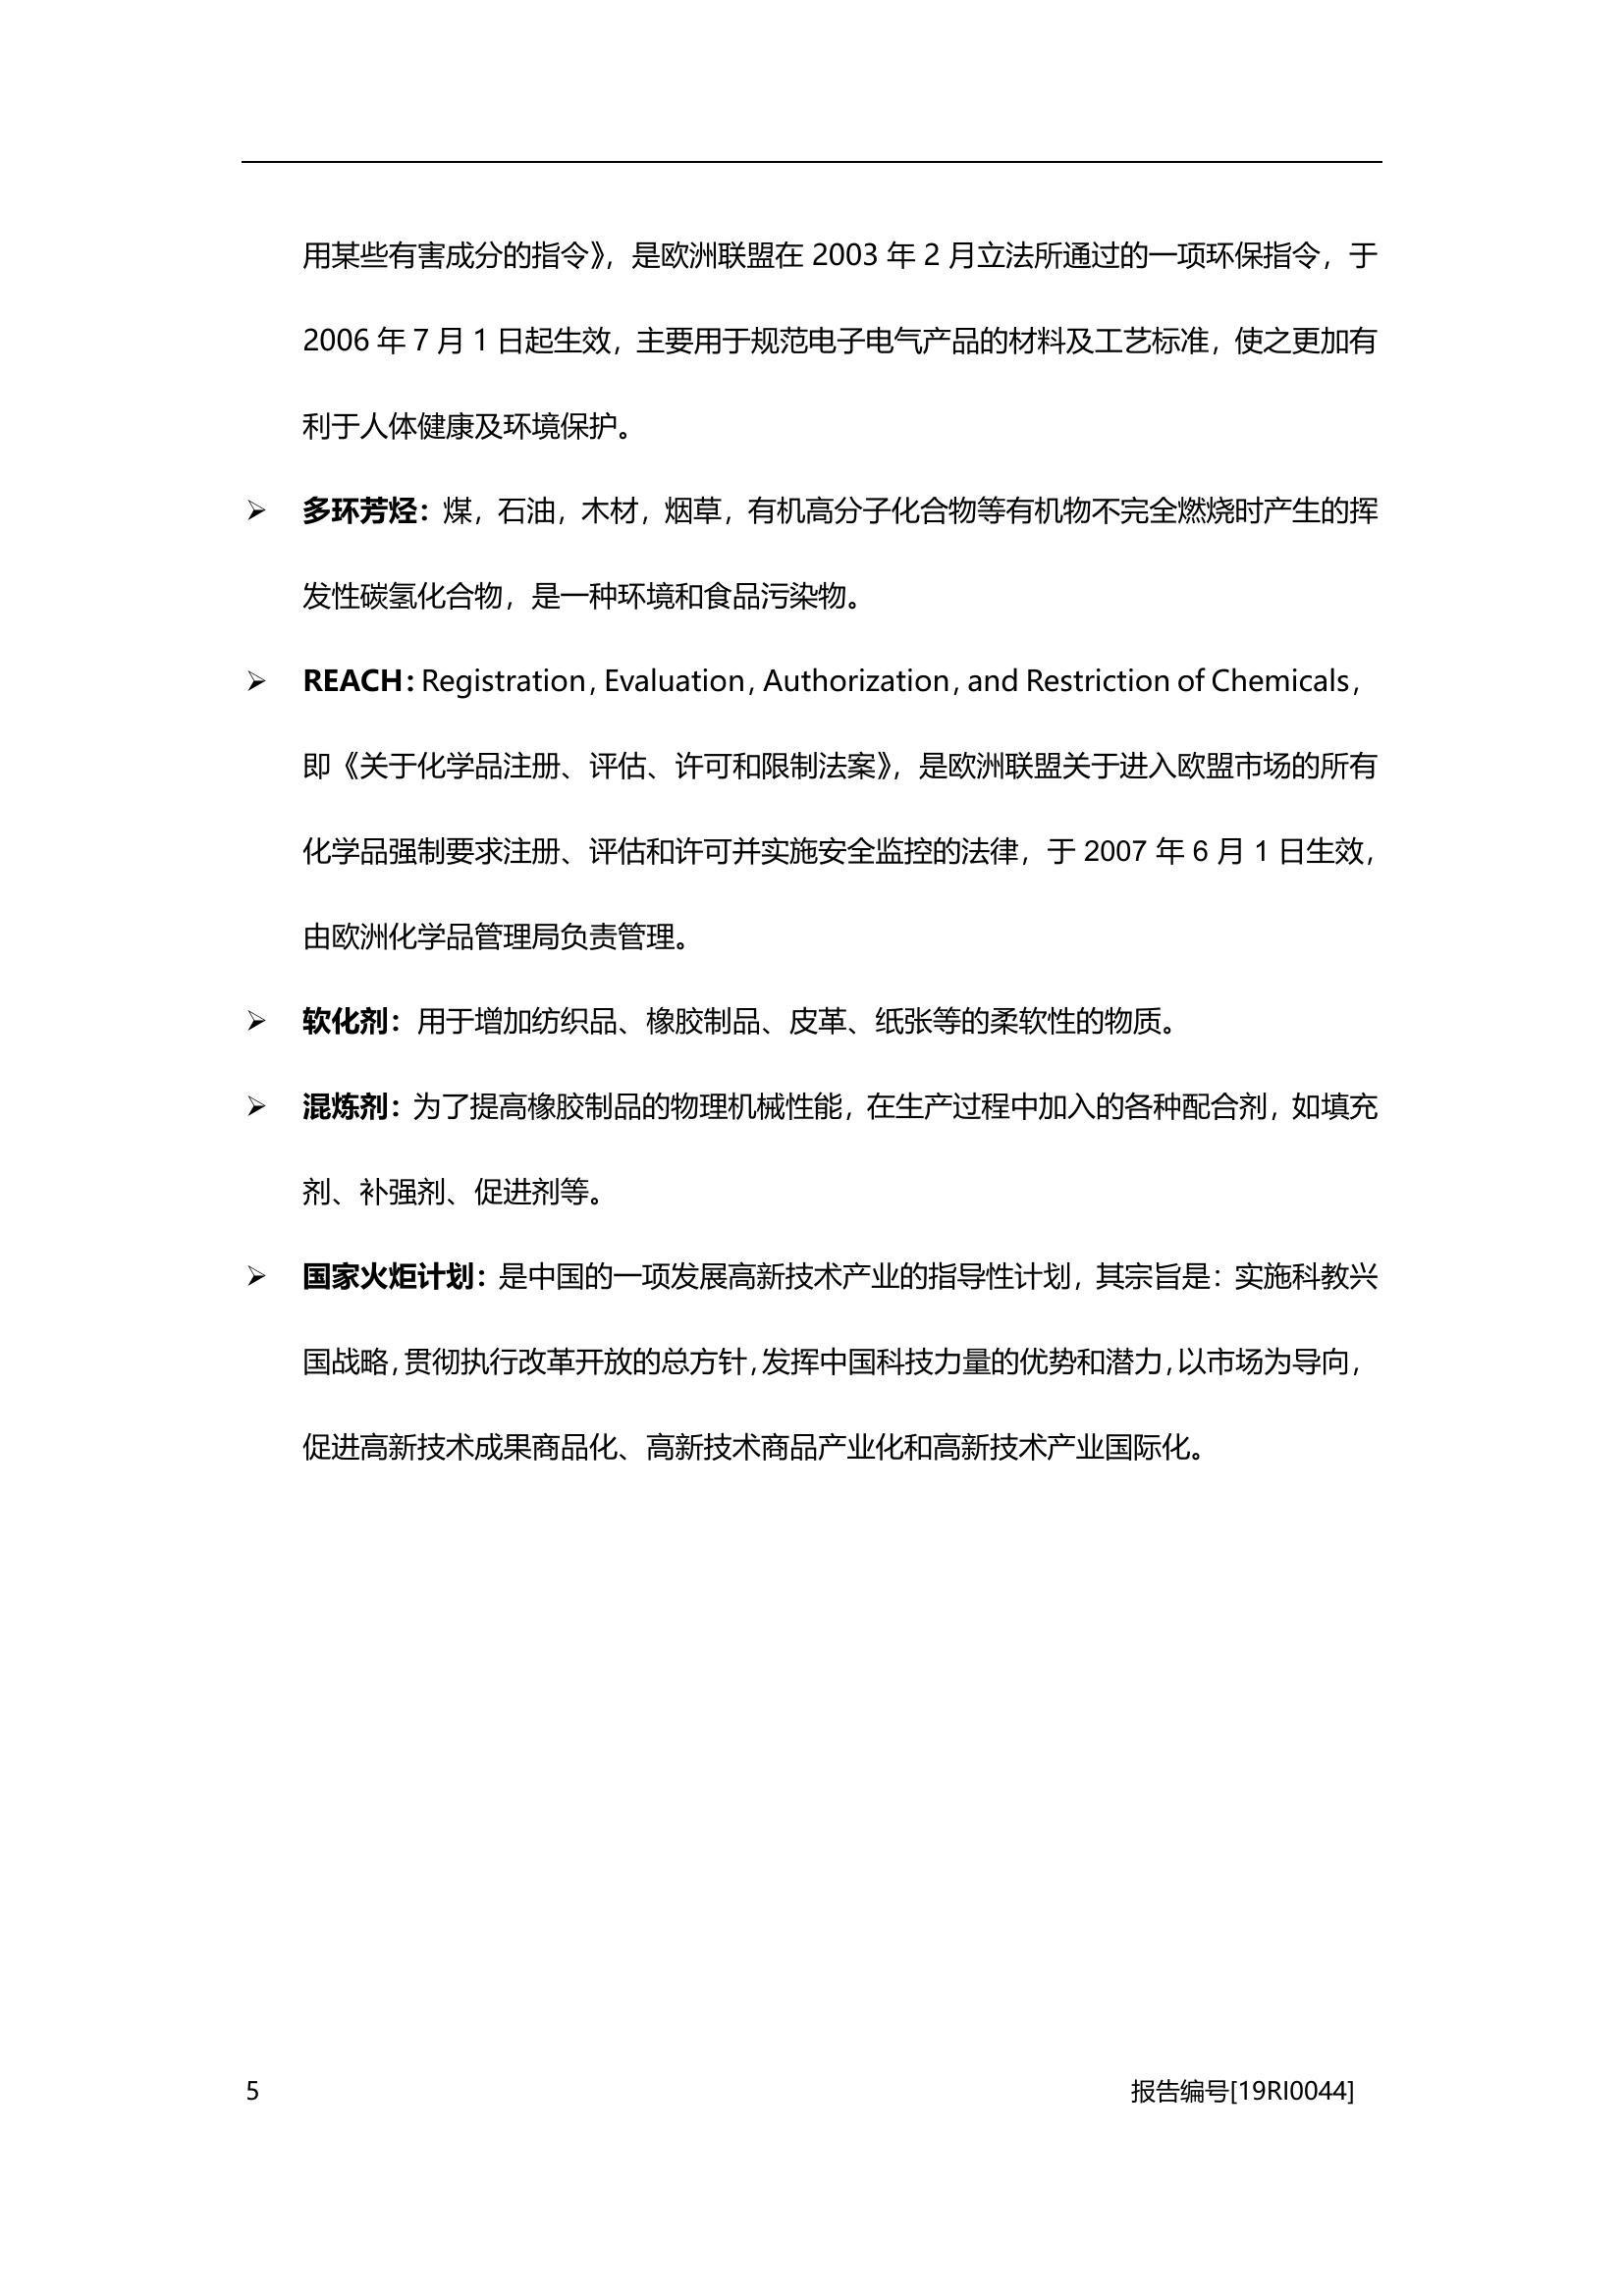 用某些有害成分的指令》，是欧洲联盟在 2003 年 2 月立法所通过的一项环保指令，于
2006 年 7 月 1 日起生效，主要用于规范电子电气产品的材料及工艺标准，使之更加有
利于人体健康及环境保护。
➢ 多环芳烃：煤，石油，木材，烟草，有机高分子化合物等有机物不完全燃烧时产生的挥
发性碳氢化合物，是一种环境和食品污染物。
➢ REACH：Registration，Evaluation，Authorization，and Restriction of Chemicals，
即《关于化学品注册、评估、许可和限制法案》，是欧洲联盟关于进入欧盟市场的所有
化学品强制要求注册、评估和许可并实施安全监控的法律，于 2007 年 6 月 1 日生效，
由欧洲化学品管理局负责管理。
➢ 软化剂：用于增加纺织品、橡胶制品、皮革、纸张等的柔软性的物质。
➢ 混炼剂：为了提高橡胶制品的物理机械性能，在生产过程中加入的各种配合剂，如填充
剂、补强剂、促进剂等。
➢ 国家火炬计划：是中国的一项发展高新技术产业的指导性计划，其宗旨是：实施科教兴
国战略，贯彻执行改革开放的总方针，发挥中国科技力量的优势和潜力，以市场为导向，
促进高新技术成果商品化、高新技术商品产业化和高新技术产业国际化。
5 报告编号[19RI0044]